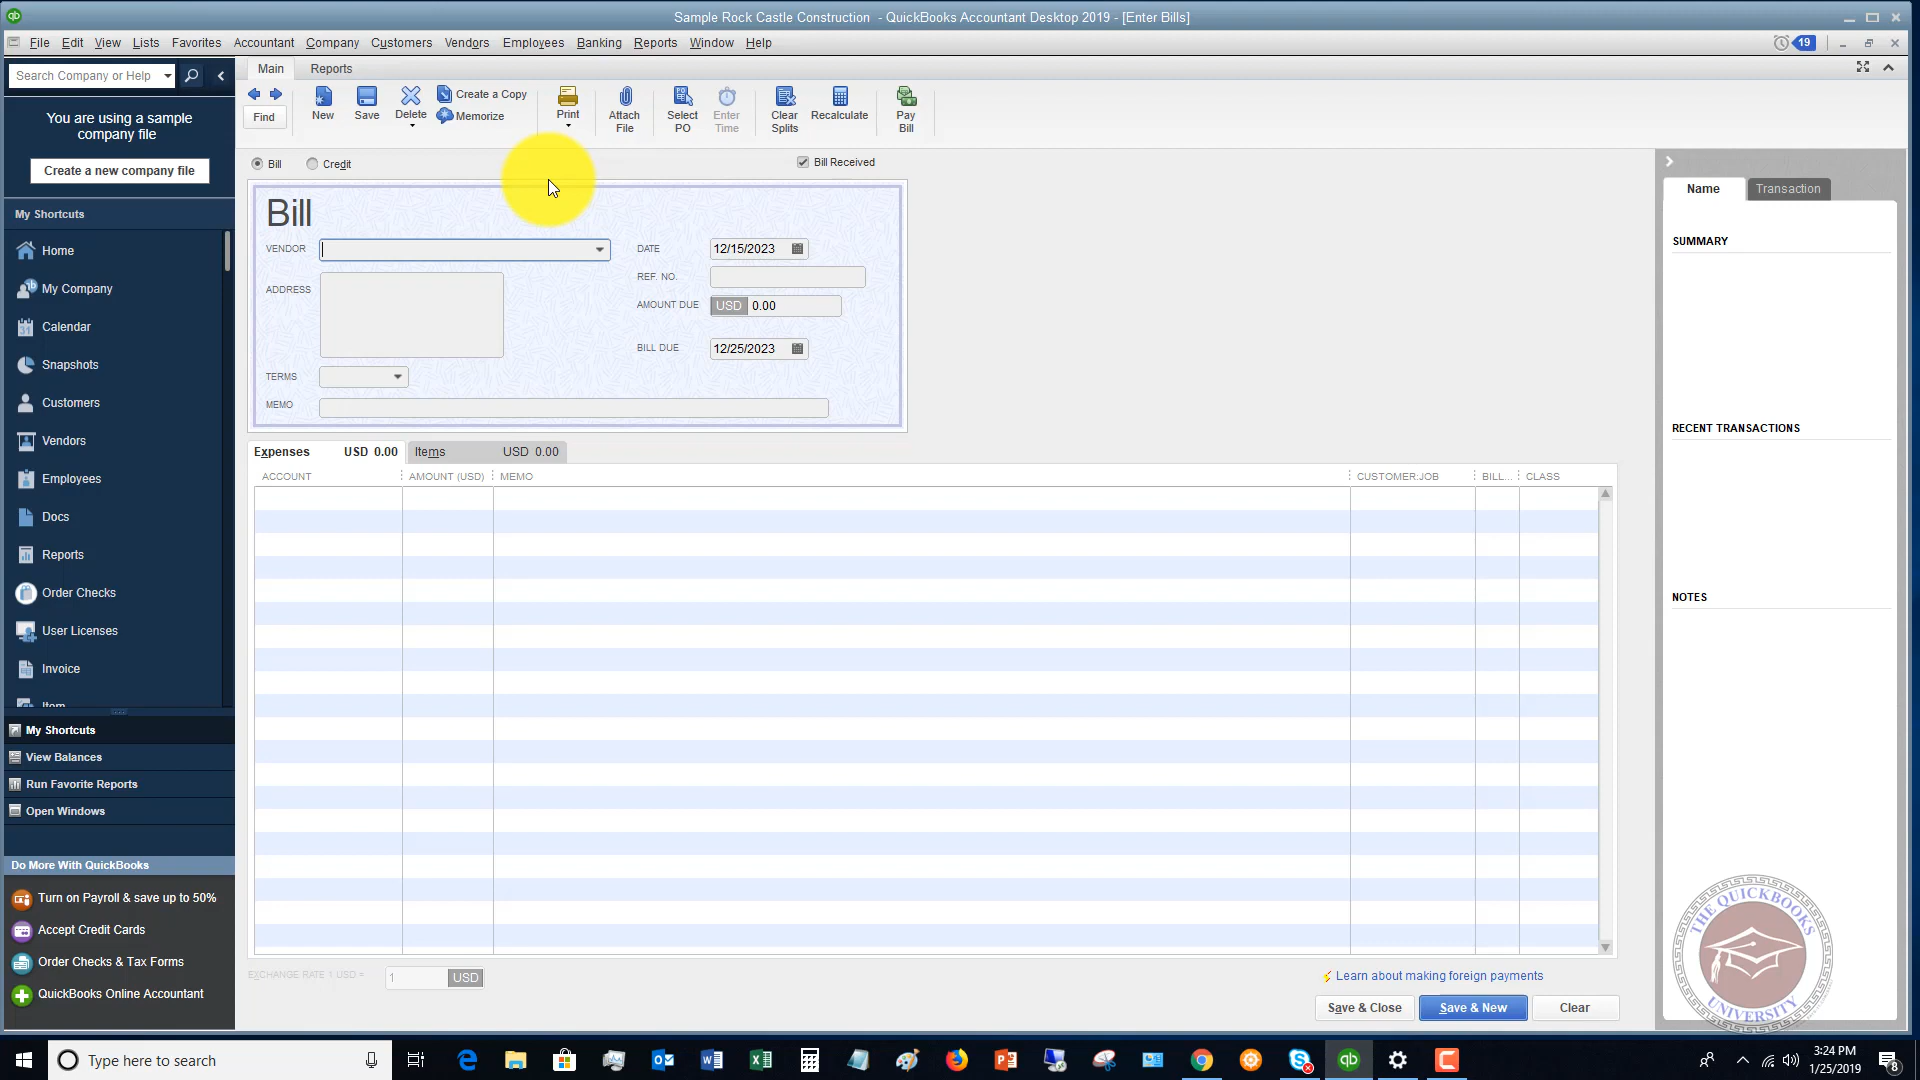 Sample Rock Castle Construction - QuickBooks Accountant Desktop 2019 - [Enter Bills]
File Edit View Lists Favorites Accountant Company Customers Vendors Employees Banking Reports Window Help
19
Search Company or Help
Main Reports
You are using a sample
company file
Create a new company file
Find
New
Save
Delete
Create a Copy
Memorize
Print
Attach
File
Select
PO
Enter
Time
Clear
Splits
Recalculate
Pay
Bill
Bill Credit
Bill Received
Bill
VENDOR
DATE 12/15/2023
REF. NO.
ADDRESS
AMOUNT DUE USD 0.00
BILL DUE 12/25/2023
TERMS
MEMO
Expenses USD 0.00 Items USD 0.00
ACCOUNT AMOUNT (USD) MEMO CUSTOMER:JOB BILL... CLASS
EXCHANGE RATE 1 USD = 1 USD
Learn about making foreign payments
Save & Close Save & New Clear
Name Transaction
SUMMARY
RECENT TRANSACTIONS
NOTES
THE QUICKBOOKS
UNIVERSITY
My Shortcuts
Home
My Company
Calendar
31
Snapshots
Customers
Vendors
Employees
Docs
Reports
Order Checks
User Licenses
Invoice
Item
My Shortcuts
View Balances
Run Favorite Reports
Open Windows
Do More With QuickBooks
Turn on Payroll & save up to 50%
Accept Credit Cards
Order Checks & Tax Forms
QuickBooks Online Accountant
Type here to search
3:24 PM
1/25/2019
8